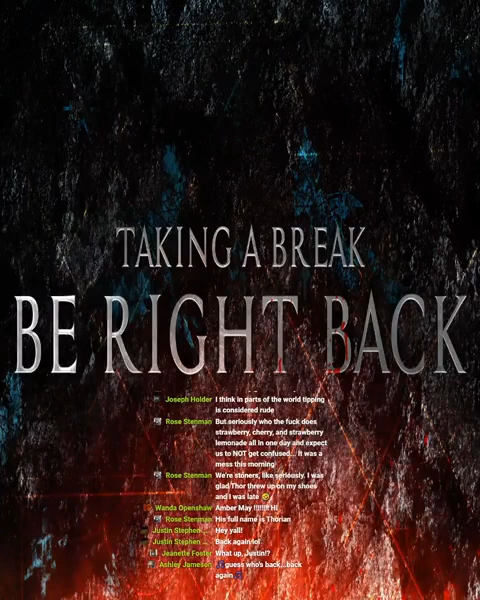 TAKING A BREAK
BE RIGHT BACK
Joseph Holder I think in parts of the world tipping
is considered rude
Rose Stenman But seriously who the fuck does
strawberry, cherry, and strawberry
lemonade all in one day and expect
us to NOT get confused... It was a
mess this morning
Rose Stenman We're stoners, like seriously. I was
glad Thor threw up on my shoes
and I was late
Wanda Openshaw Amber May !!!!!!!! Hi
Rose Stenman His full name is Thorian
Justin Stephen... Hey yall!
Justin Stephen... Back again lol
Jeanette Foster What up, Justin!?
Ashley Jameson guess who's back...back
again